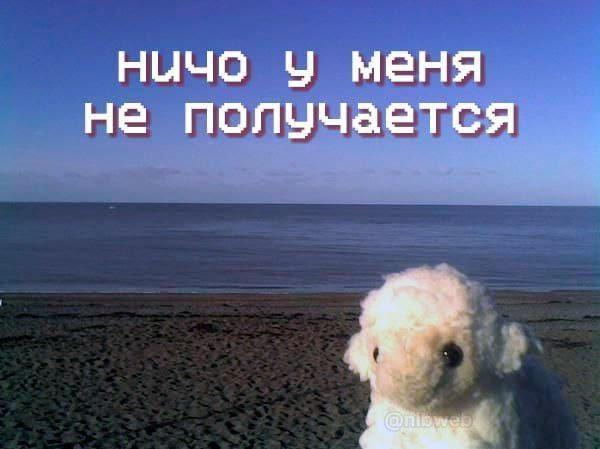 ничо у меня
не получается
@nibweb